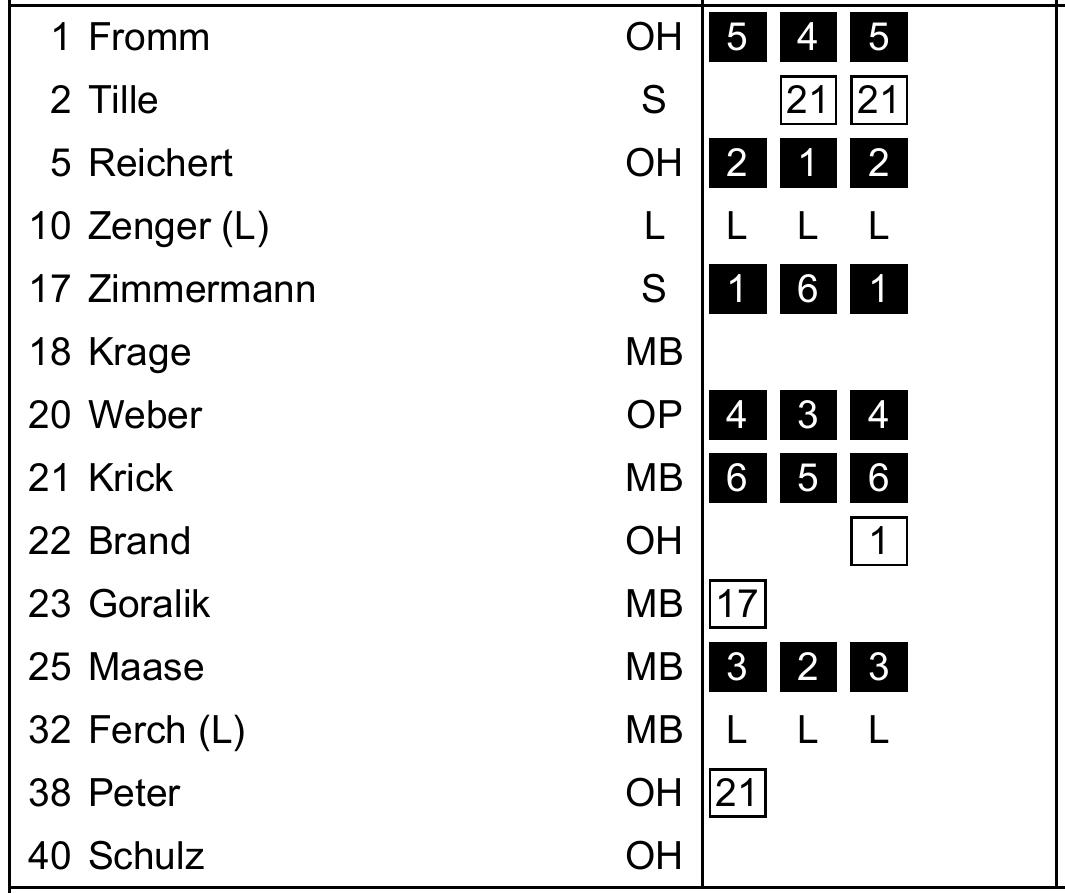 1 Fromm OH 5 4 5
2 Tille S 21 21
5 Reichert OH 2 1 2
10 Zenger (L) L L L L
17 Zimmermann S 1 6 1
18 Krage MB
20 Weber OP 4 3 4
21 Krick MB 6 5 6
22 Brand OH 1
23 Goralik MB 17
25 Maase MB 3 2 3
32 Ferch (L) MB L L L
38 Peter OH 21
40 Schulz OH